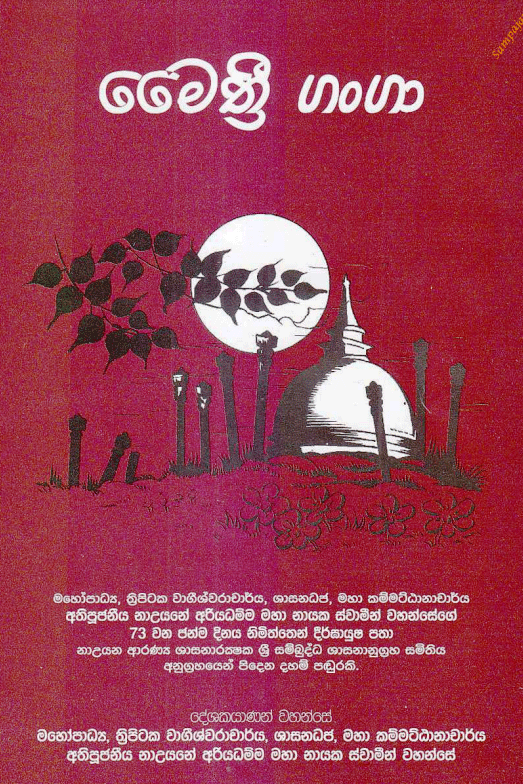 මෛත්‍රී ගංගා
මහෝපාධ්‍ය, ත්‍රිපිටක වාගීශ්වරාචාර්ය, ශාසනධජ, මහා කම්මට්ඨානාචාර්ය
අතිපූජනීය නාඋයනේ අරියධම්ම මහා නායක ස්වාමීන් වහන්සේගේ
73 වන ජන්ම දිනය නිමිත්තෙන් දීර්ඝායුෂ පතා
නාඋයන ආරණ්‍ය ශාසනාරක්ෂක ශ්‍රී සම්බුද්ධ ශාසනානුග්‍රහ සමිතිය
අනුග්‍රහයෙන් පිදෙන දහම් පඬුරකි.
දේශකයාණන් වහන්සේ
මහෝපාධ්‍ය, ත්‍රිපිටක වාගීශ්වරාචාර්ය, ශාසනධජ, මහා කම්මට්ඨානාචාර්ය
අතිපූජනීය නාඋයනේ අරියධම්ම මහා නායක ස්වාමීන් වහන්සේ